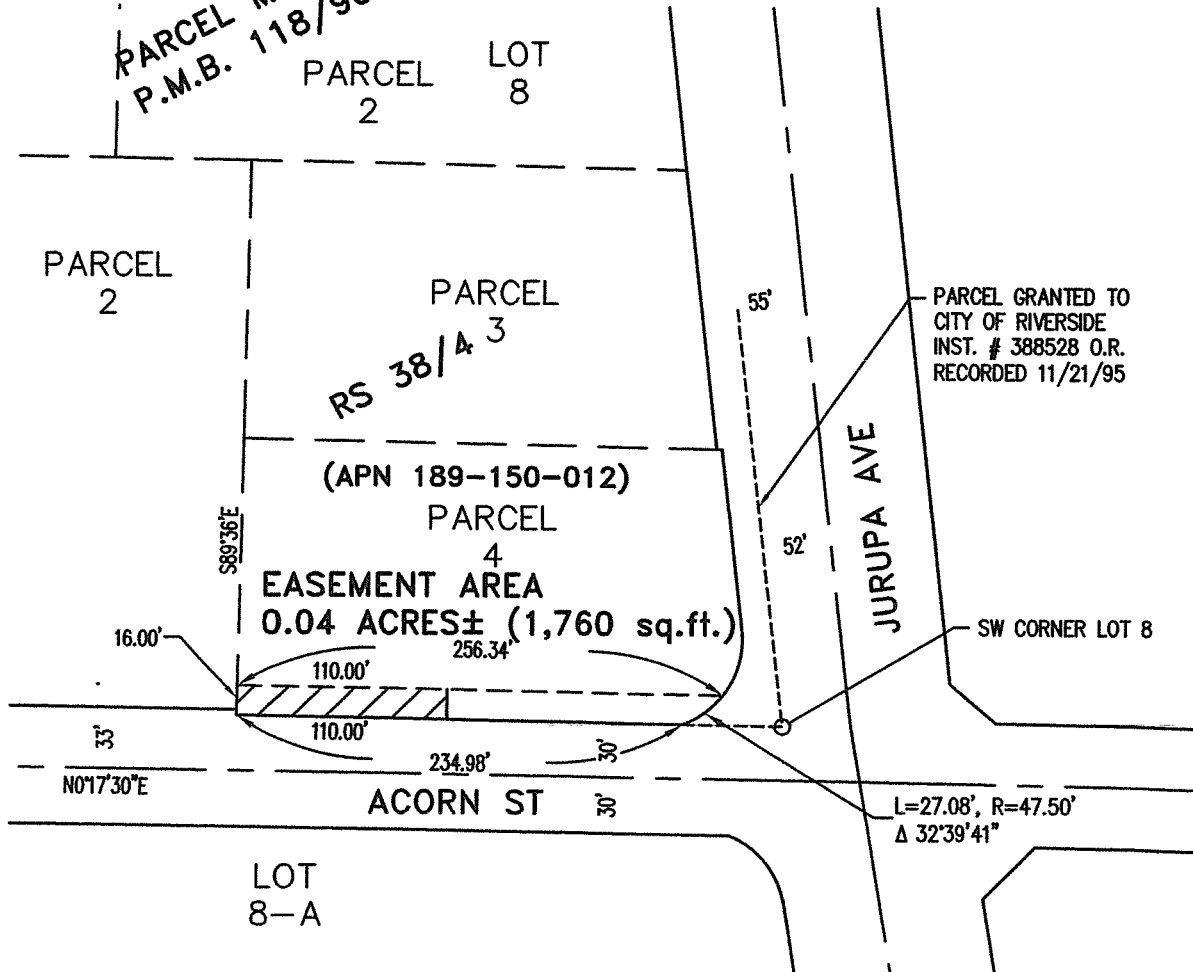 PARCEL
P.M.B. 118/
PARCEL
2
LOT
8
PARCEL
2
PARCEL
3
RS 38/4
55'
PARCEL GRANTED TO
CITY OF RIVERSIDE
INST. # 388528 O.R.
RECORDED 11/21/95
(APN 189-150-012)
PARCEL
4
S89°36'E
52'
JURUPA AVE
EASEMENT AREA
0.04 ACRES± (1,760 sq.ft.)
16.00'
256.34'
110.00'
SW CORNER LOT 8
110.00'
33'
234.98'
30'
N0°17'30"E
ACORN ST
30'
L=27.08', R=47.50'
Δ 32°39'41"
LOT
8-A